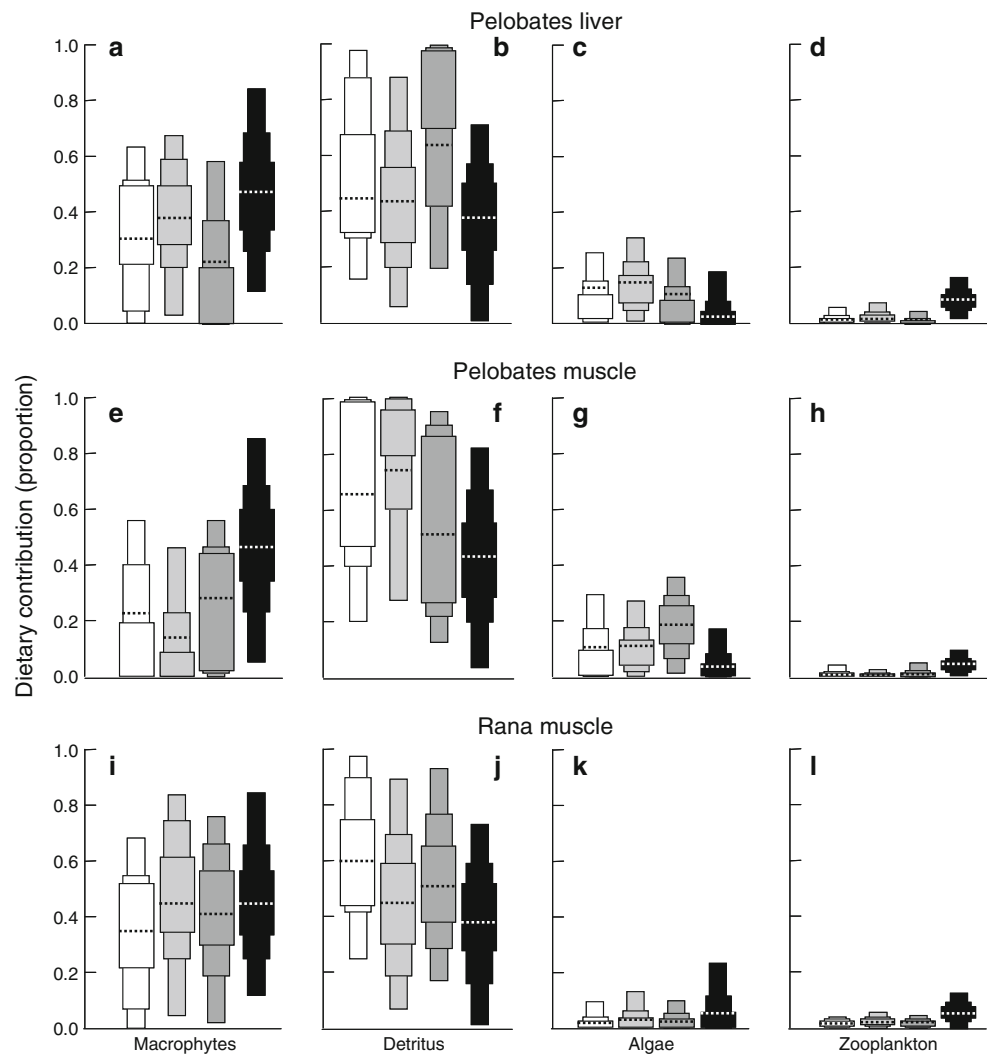 Pelobates liver
a b c d
1.0
0.8
0.6
0.4
0.2
0.0
Pelobates muscle
e f g h
1.0
0.8
0.6
0.4
0.2
0.0
Dietary contribution (proportion)
Rana muscle
i j k l
1.0
0.8
0.6
0.4
0.2
0.0
Macrophytes Detritus Algae Zooplankton